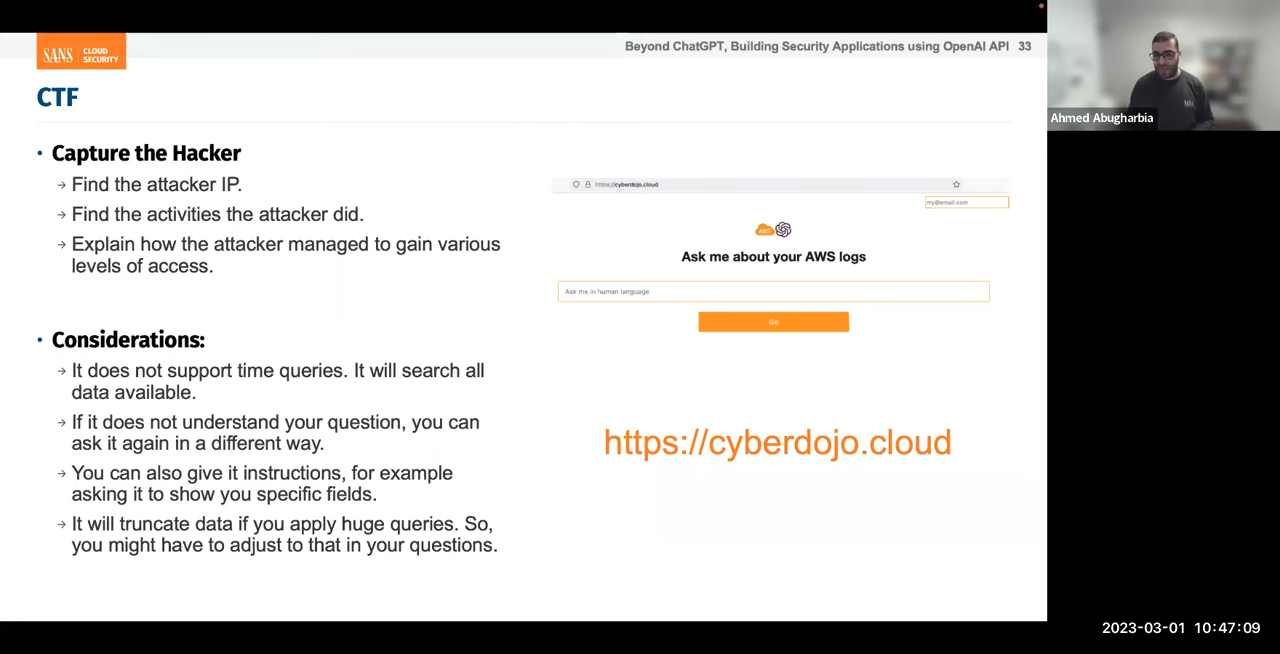 SANS CLOUD SECURITY
Beyond ChatGPT, Building Security Applications using OpenAI API 33
CTF
• Capture the Hacker
→ Find the attacker IP.
→ Find the activities the attacker did.
→ Explain how the attacker managed to gain various
levels of access.
• Considerations:
→ It does not support time queries. It will search all
data available.
→ If it does not understand your question, you can
ask it again in a different way.
→ You can also give it instructions, for example
asking it to show you specific fields.
→ It will truncate data if you apply huge queries. So,
you might have to adjust to that in your questions.
https://cyberdojo.cloud
my@email.com
AWS
Ask me about your AWS logs
Ask me in human language
Go
https://cyberdojo.cloud
SANS
Ahmed Abugharbia
2023-03-01 10:47:09